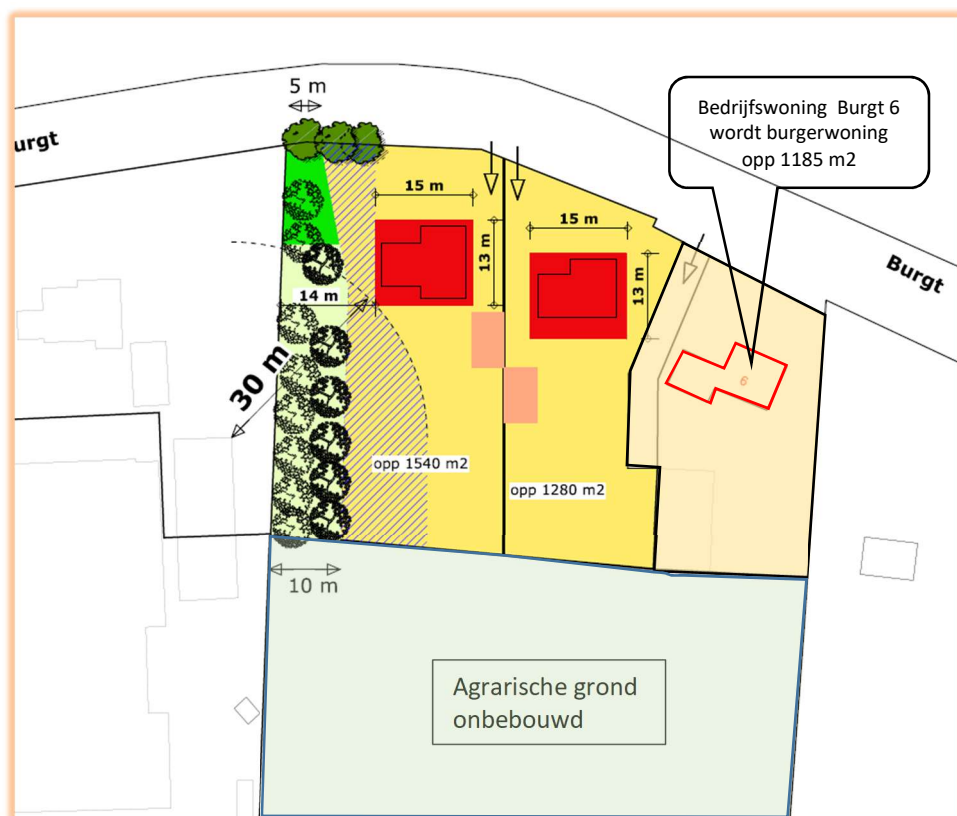 5 m
urgt
Bedrijfswoning Burgt 6
wordt burgerwoning
opp 1185 m2
15 m
13 m
15 m
13 m
Burgt
14 m
30 m
6
opp 1540 m2
opp 1280 m2
10 m
Agrarische grond
onbebouwd